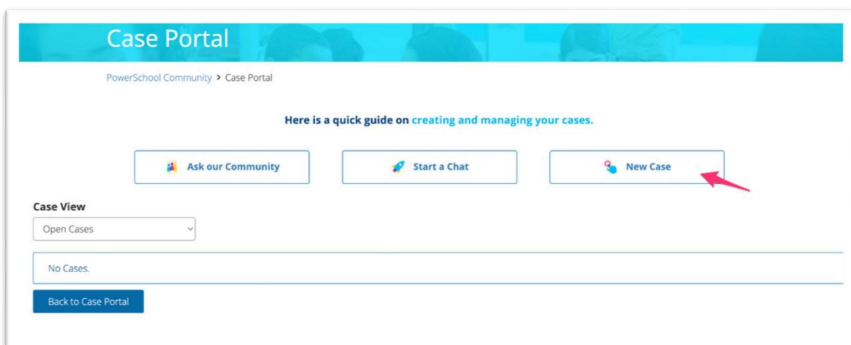 Case Portal
PowerSchool Community > Case Portal
Here is a quick guide on creating and managing your cases.
Ask our Community
Start a Chat
New Case
Case View
Open Cases
No Cases.
Back to Case Portal